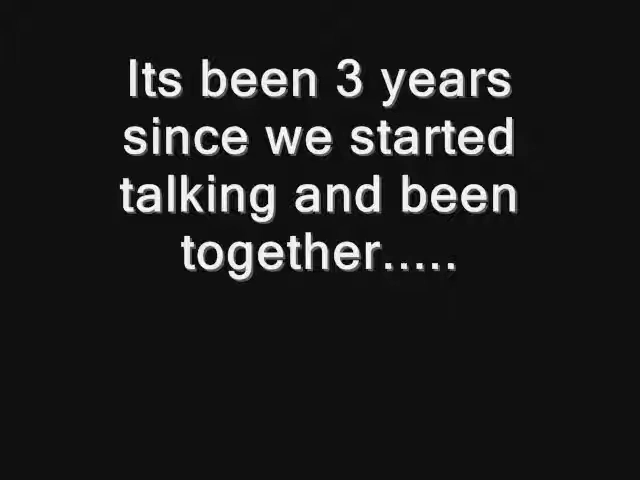 Its been 3 years
since we started
talking and been
together.....